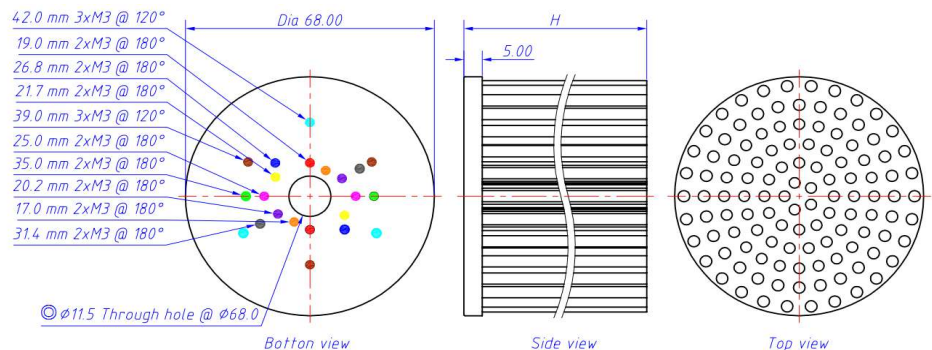 42.0 mm 3xM3 @ 120°
19.0 mm 2xM3 @ 180°
26.8 mm 2xM3 @ 180°
21.7 mm 2xM3 @ 180°
39.0 mm 3xM3 @ 120°
25.0 mm 2xM3 @ 180°
35.0 mm 2xM3 @ 180°
20.2 mm 2xM3 @ 180°
17.0 mm 2xM3 @ 180°
31.4 mm 2xM3 @ 180°
Dia 68.00
H
5.00
Ø11.5 Through hole @ Ø68.0
Botton view
Side view
Top view